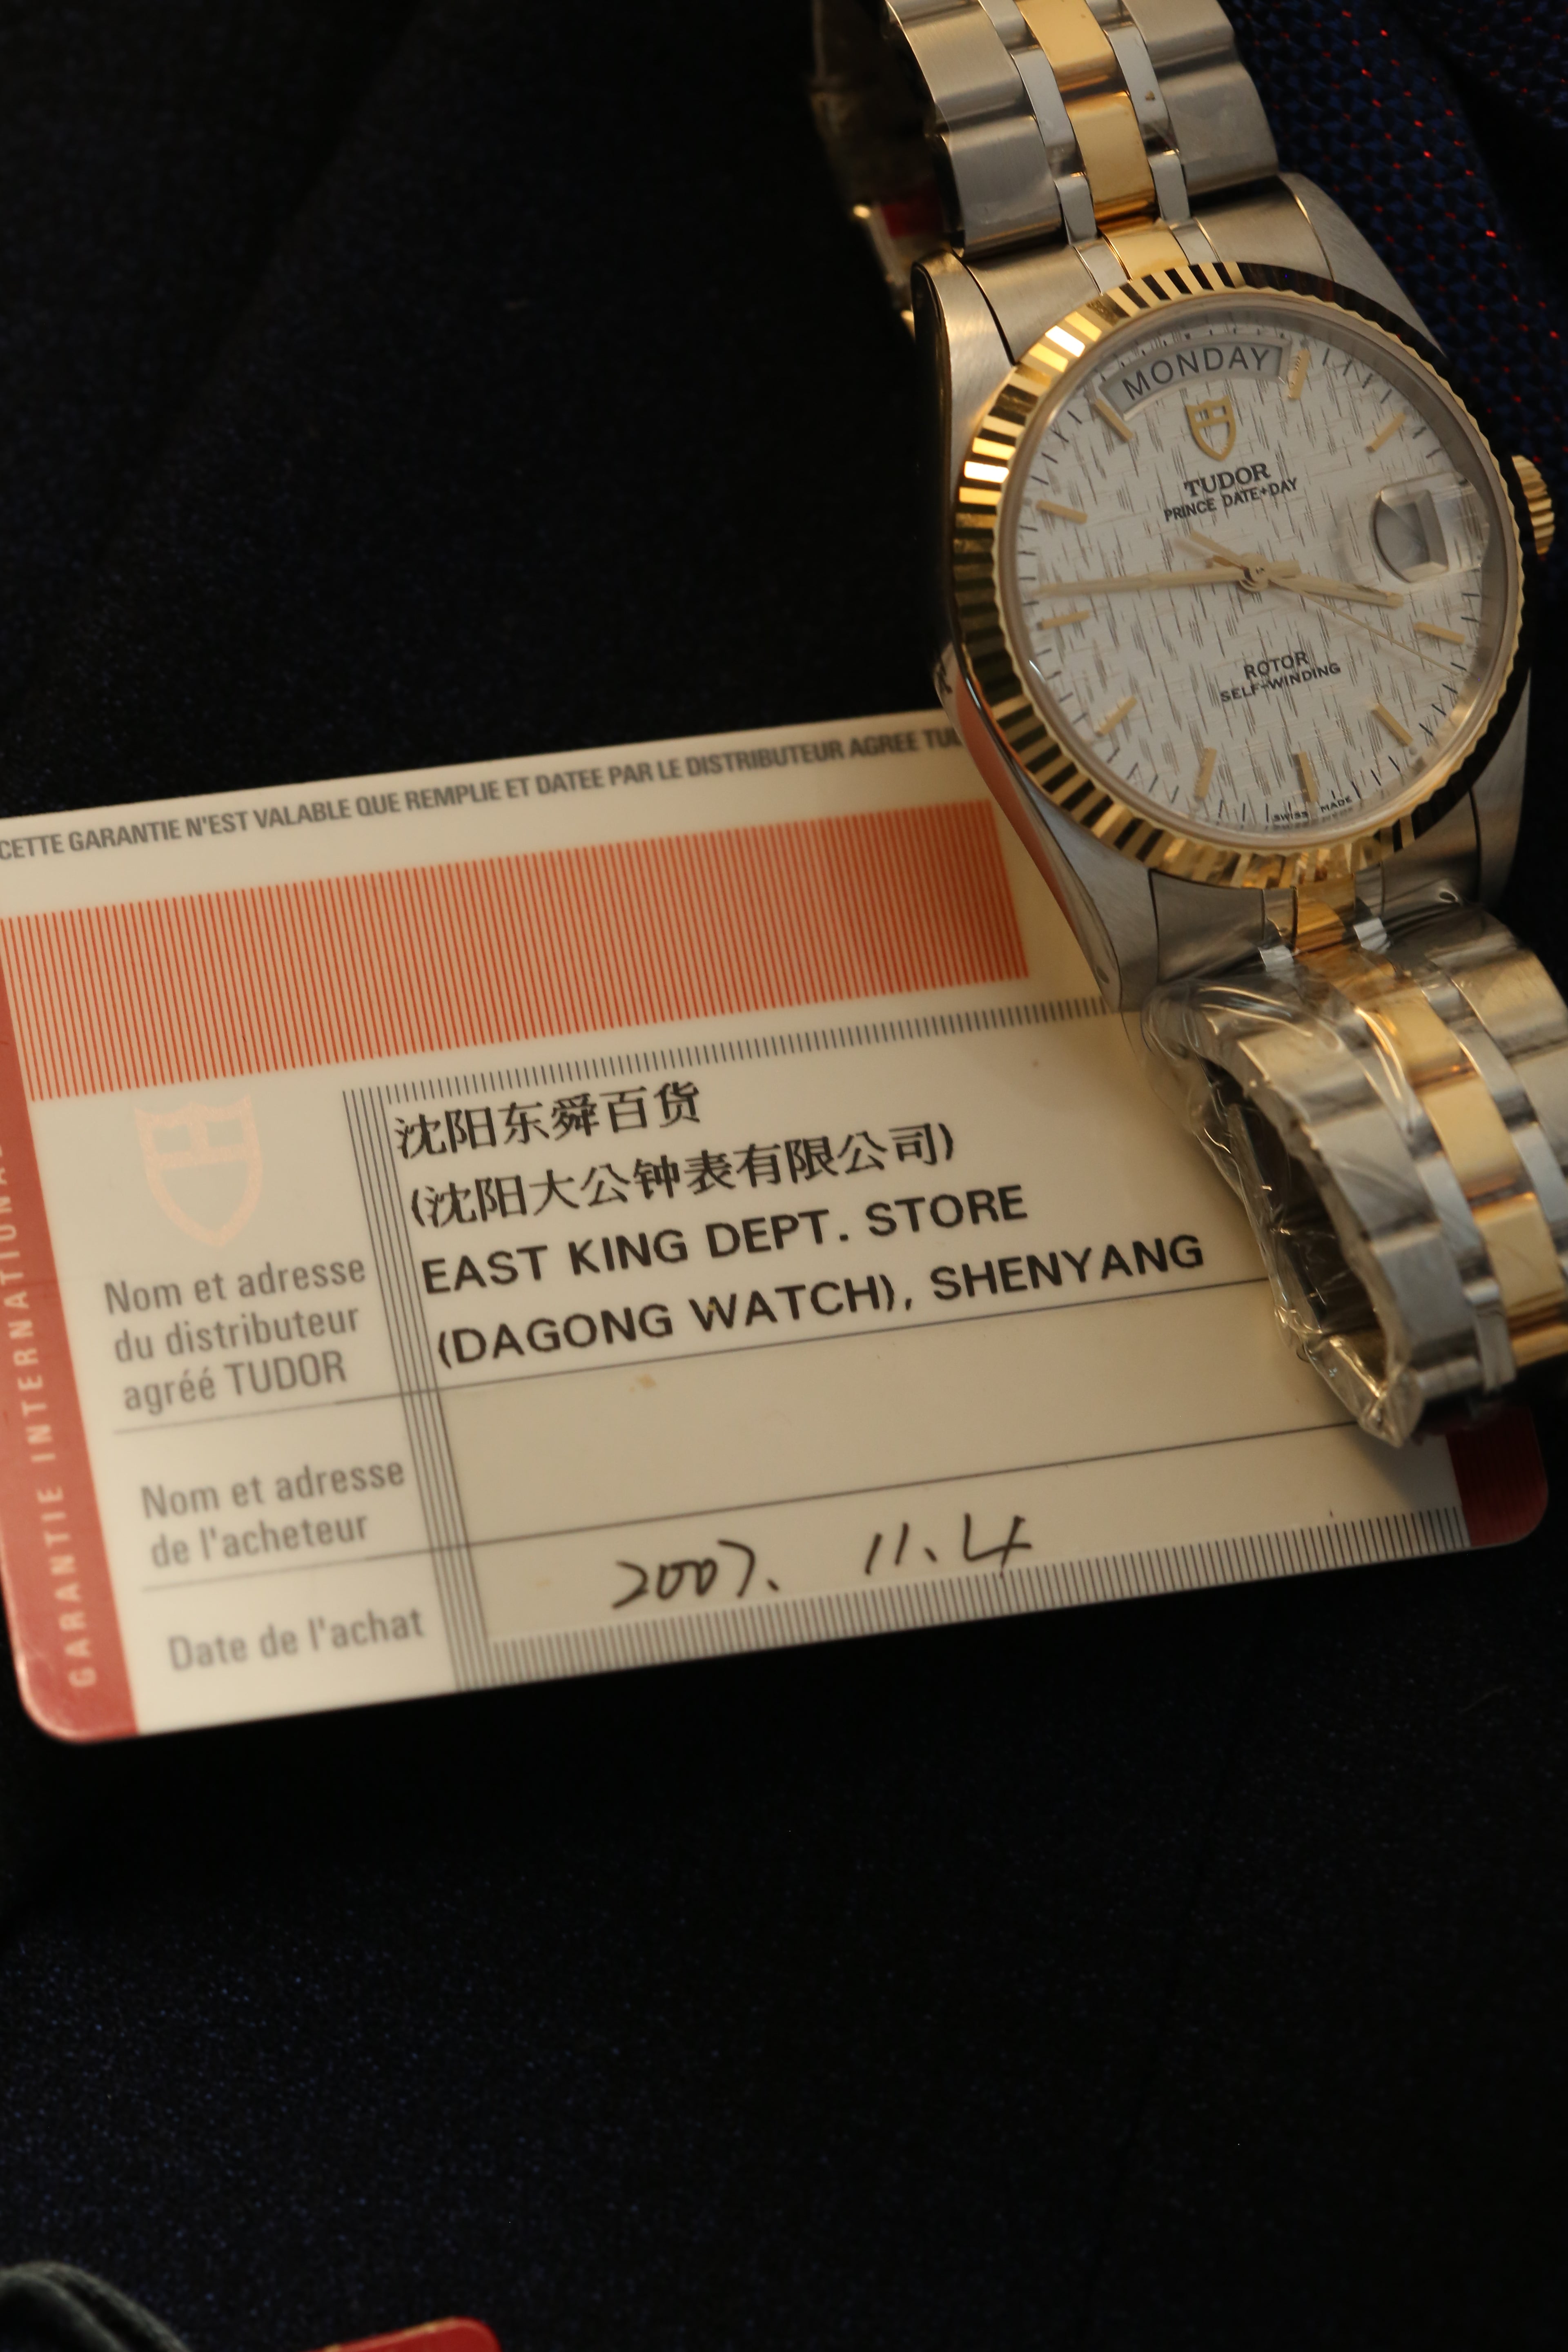 MONDAY
TUDOR
PRINCE DATE+DAY
ROTOR
SELF-WINDING
SWISS MADE
CETTE GARANTIE N'EST VALABLE QUE REMPLIE ET DATEE PAR LE DISTRIBUTEUR AGREE
GARANTIE INTERNATIONALE
沈阳东舜百货
(沈阳大公钟表有限公司)
EAST KING DEPT. STORE
(DAGONG WATCH), SHENYANG
Nom et adresse
du distributeur
agréé TUDOR
Nom et adresse
de l'acheteur
Date de l'achat
2007. 11.4